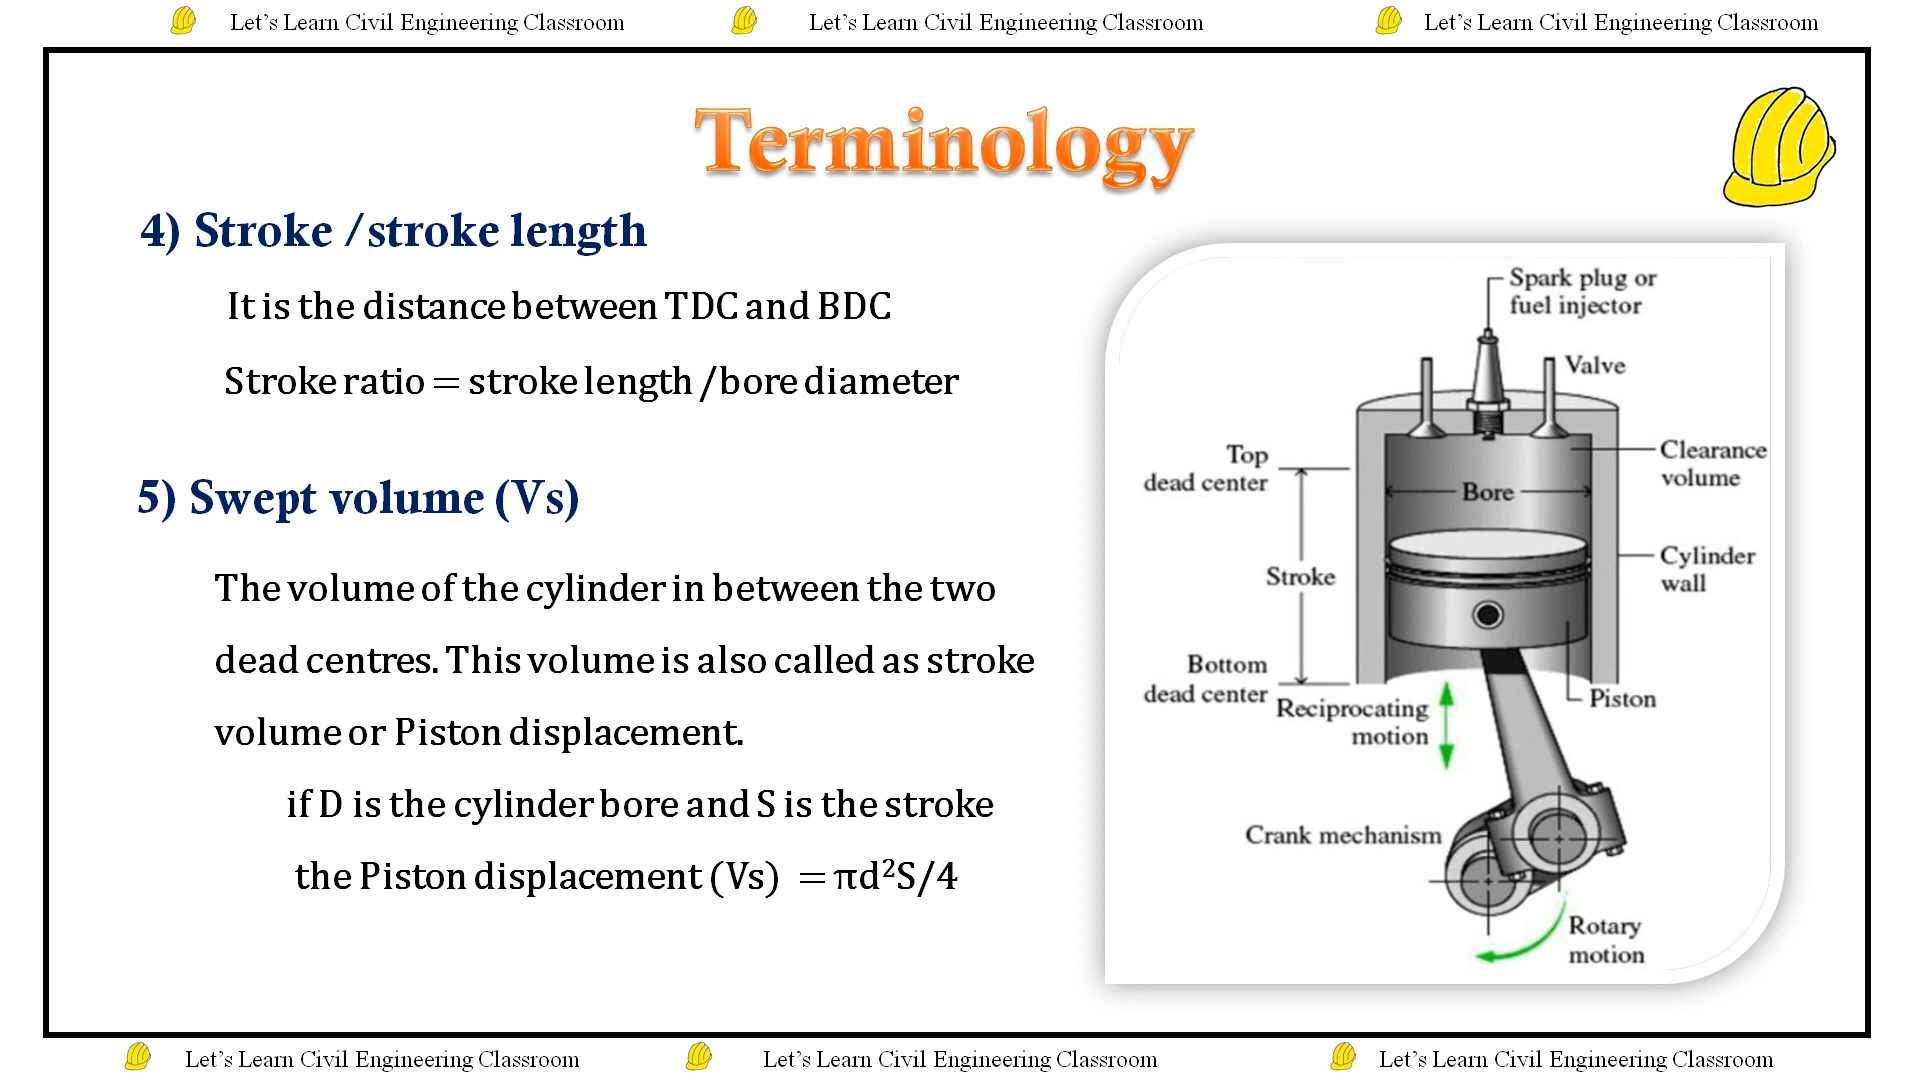 Let's Learn Civil Engineering Classroom
Let's Learn Civil Engineering Classroom
Let's Learn Civil Engineering Classroom
Terminology
4) Stroke /stroke length
It is the distance between TDC and BDC
Stroke ratio = stroke length /bore diameter
5) Swept volume (Vs)
The volume of the cylinder in between the two
dead centres. This volume is also called as stroke
volume or Piston displacement.
if D is the cylinder bore and S is the stroke
the Piston displacement (Vs) = πd²S/4
Spark plug or
fuel injector
Valve
Top
dead center
Clearance
volume
Bore
Cylinder
wall
Stroke
Bottom
dead center
Piston
Reciprocating
motion
Crank mechanism
Rotary
motion
Let's Learn Civil Engineering Classroom
Let's Learn Civil Engineering Classroom
Let's Learn Civil Engineering Classroom